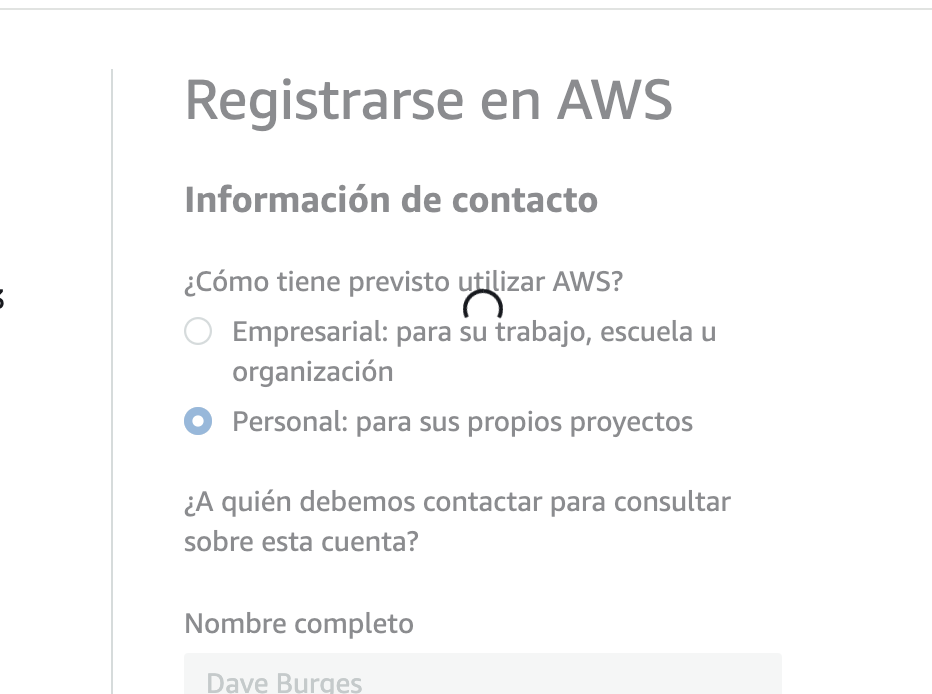 Registrarse en AWS
Información de contacto
¿Cómo tiene previsto utilizar AWS?
Empresarial: para su trabajo, escuela u
organización
Personal: para sus propios proyectos
¿A quién debemos contactar para consultar
sobre esta cuenta?
Nombre completo
Dave Burges